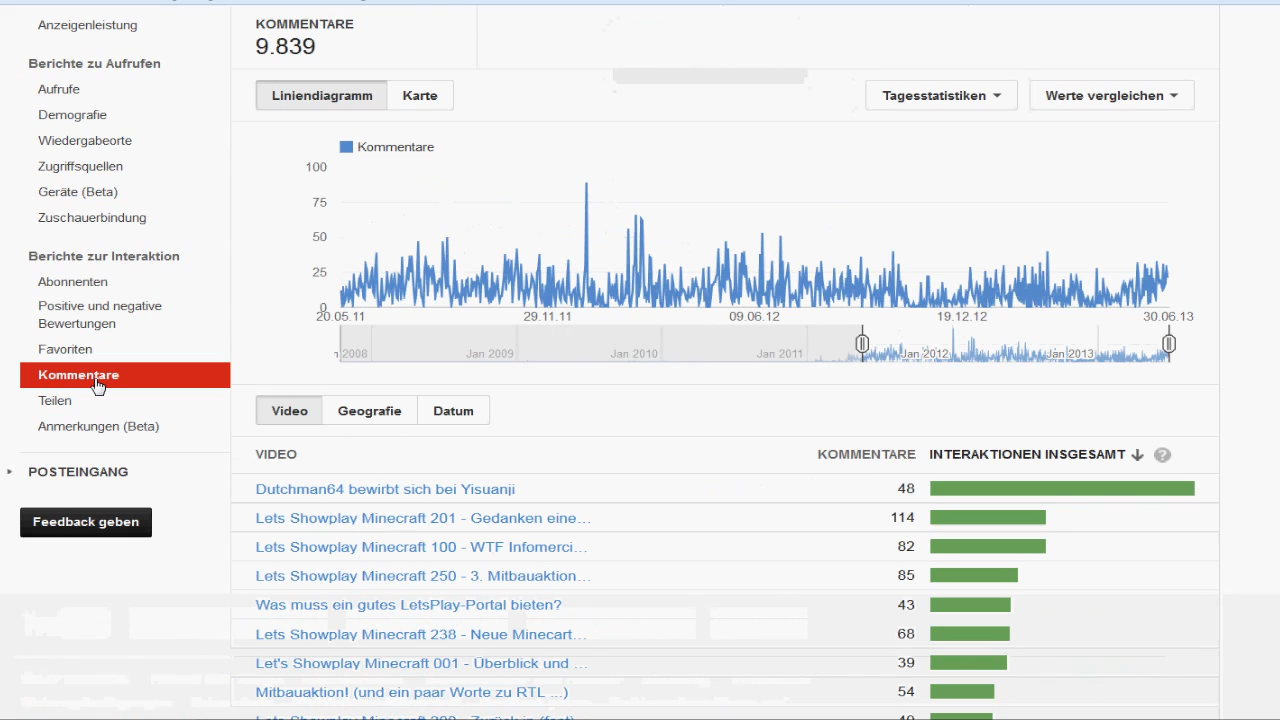 Anzeigenleistung
Berichte zu Aufrufen
Aufrufe
Demografie
Wiedergabeorte
Zugriffsquellen
Geräte (Beta)
Zuschauerbindung
Berichte zur Interaktion
Abonnenten
Positive und negative
Bewertungen
Favoriten
Kommentare
Teilen
Anmerkungen (Beta)
POSTEINGANG
Feedback geben
KOMMENTARE
9.839
Liniendiagramm Karte Tagesstatistiken Werte vergleichen
Kommentare
100
75
50
25
0
20.05.11 29.11.11 09.06.12 19.12.12 30.06.13
2008 Jan 2009 Jan 2010 Jan 2011 Jan 2012 Jan 2013
Video Geografie Datum
VIDEO KOMMENTARE INTERAKTIONEN INSGESAMT ?
Dutchman64 bewirbt sich bei Yisuanji 48
Lets Showplay Minecraft 201 - Gedanken eine... 114
Lets Showplay Minecraft 100 - WTF Infomerci... 82
Lets Showplay Minecraft 250 - 3. Mitbauaktion... 85
Was muss ein gutes LetsPlay-Portal bieten? 43
Lets Showplay Minecraft 238 - Neue Minecart... 68
Let's Showplay Minecraft 001 - Überblick und ... 39
Mitbauaktion! (und ein paar Worte zu RTL ...) 54